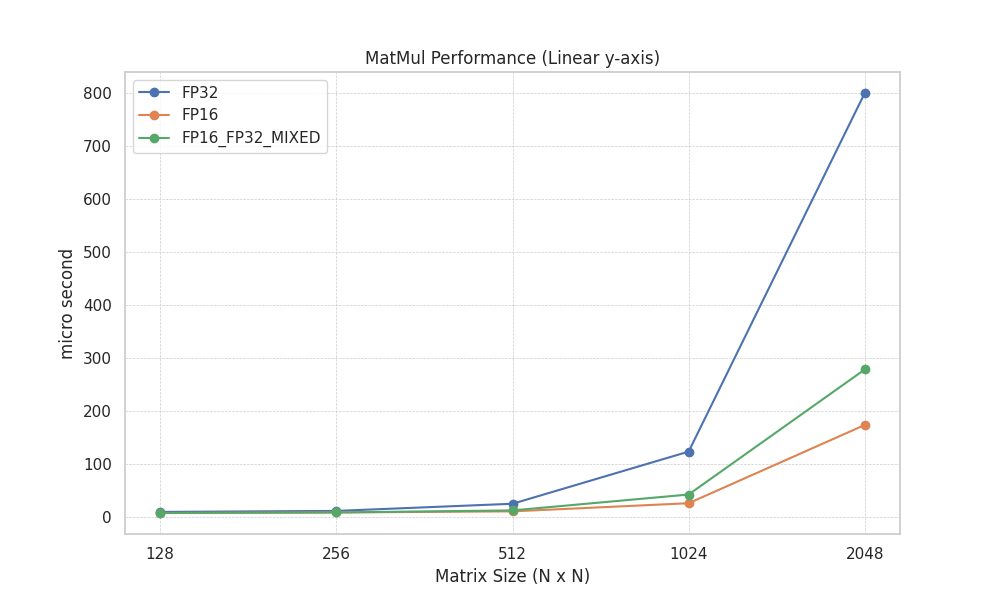 MatMul Performance (Linear y-axis)
FP32
FP16
FP16_FP32_MIXED
micro second
800
700
600
500
400
300
200
100
0
128
256
512
1024
2048
Matrix Size (N x N)